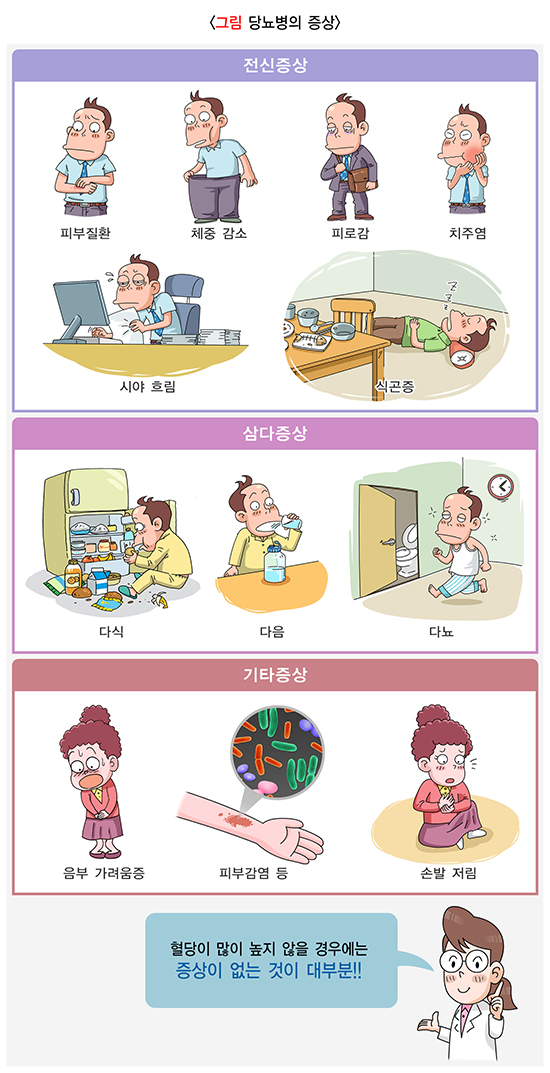 <그림 당뇨병의 증상>
전신증상
피부질환
체중 감소
피로감
치주염
시야 흐림
식곤증
삼다증상
다식
다음
다뇨
기타증상
음부 가려움증
피부감염 등
손발 저림
혈당이 많이 높지 않을 경우에는
증상이 없는 것이 대부분!!